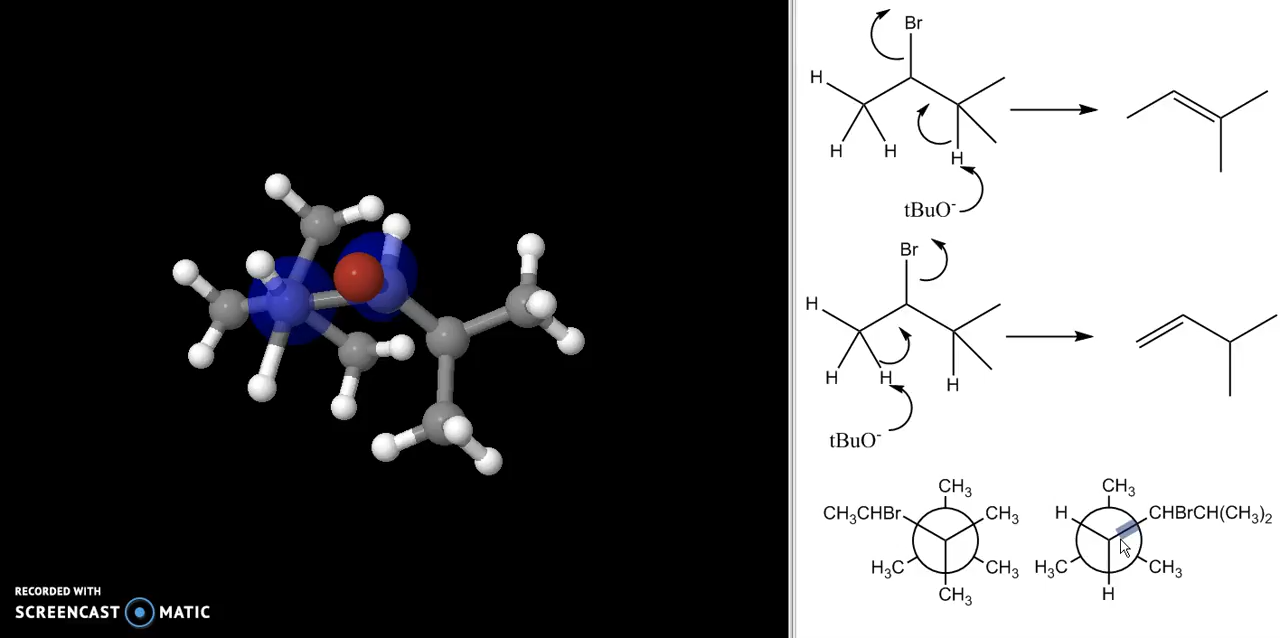 Br
H
H
H
H
tBuO-
Br
H
H
H
H
tBuO-
CH3
CH3CHBr
CH3
H3C
CH3
CH3
CH3
H
CHBrCH(CH3)2
H3C
CH3
H
RECORDED WITH
SCREENCAST MATIC